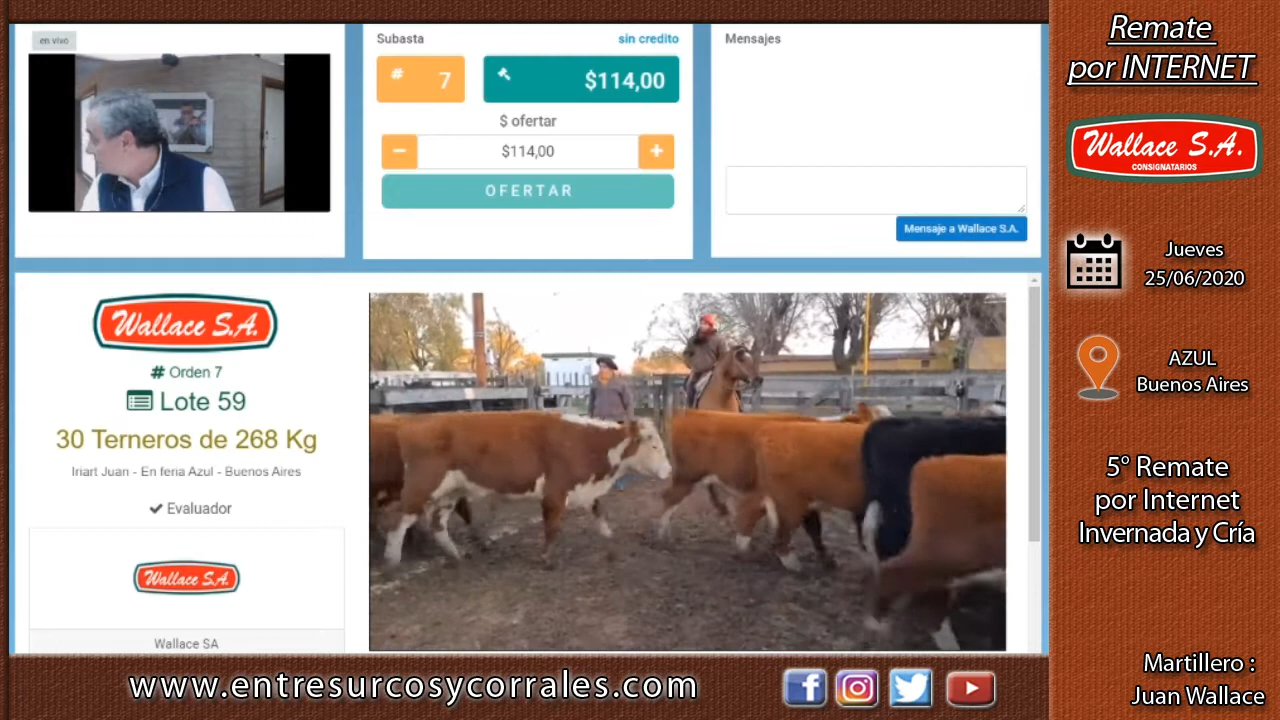 en vivo
Subasta
sin credito
# 7
$114,00
$ ofertar
− $114,00 +
OFERTAR
Mensajes
Mensaje a Wallace S.A.
Wallace S.A.
# Orden 7
Lote 59
30 Terneros de 268 Kg
Iriart Juan - En feria Azul - Buenos Aires
Evaluador
Wallace S.A.
Wallace SA
www.entresurcosycorrales.com
Remate
por INTERNET
Wallace S.A.
CONSIGNATARIOS
Jueves
25/06/2020
AZUL
Buenos Aires
5° Remate
por Internet
Invernada y Cría
Martillero :
Juan Wallace